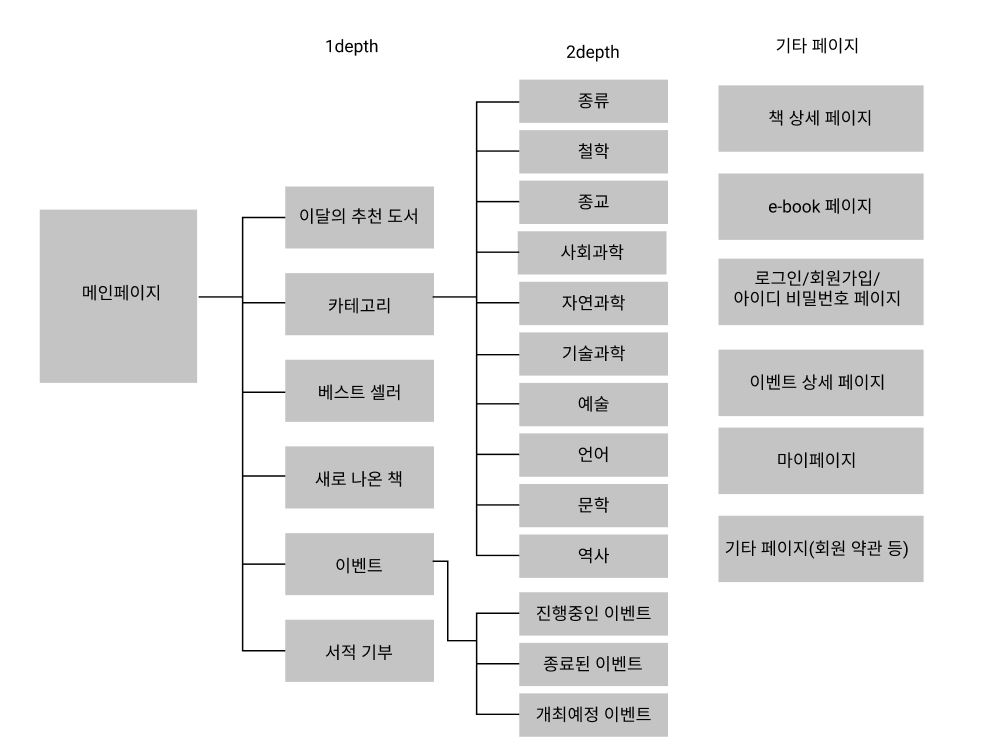 1depth
2depth
기타 페이지
메인페이지
이달의 추천 도서
카테고리
베스트 셀러
새로 나온 책
이벤트
서적 기부
종류
철학
종교
사회과학
자연과학
기술과학
예술
언어
문학
역사
진행중인 이벤트
종료된 이벤트
개최예정 이벤트
책 상세 페이지
e-book 페이지
로그인/회원가입/
아이디 비밀번호 페이지
이벤트 상세 페이지
마이페이지
기타 페이지(회원 약관 등)